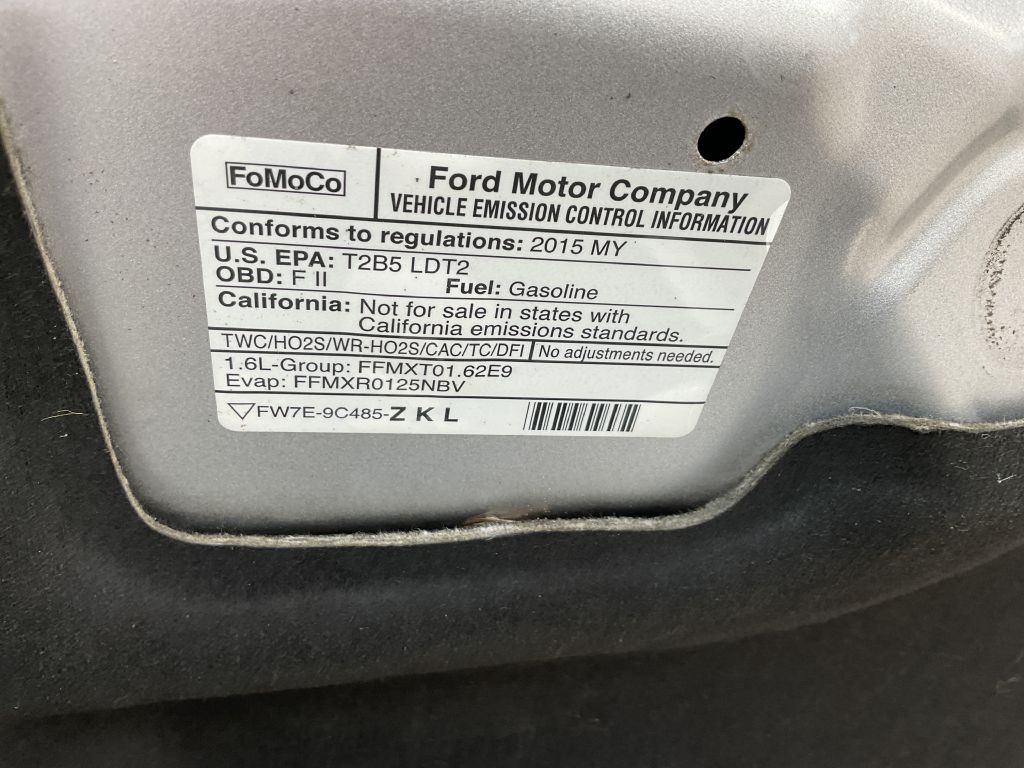 FoMoCo
Ford Motor Company
VEHICLE EMISSION CONTROL INFORMATION
Conforms to regulations: 2015 MY
U.S. EPA: T2B5 LDT2
OBD: F II Fuel: Gasoline
California: Not for sale in states with
California emissions standards.
TWC/HO2S/WR-HO2S/CAC/TC/DFI No adjustments needed.
1.6L-Group: FFMXT01.62E9
Evap: FFMXR0125NBV
FW7E-9C485-Z K L